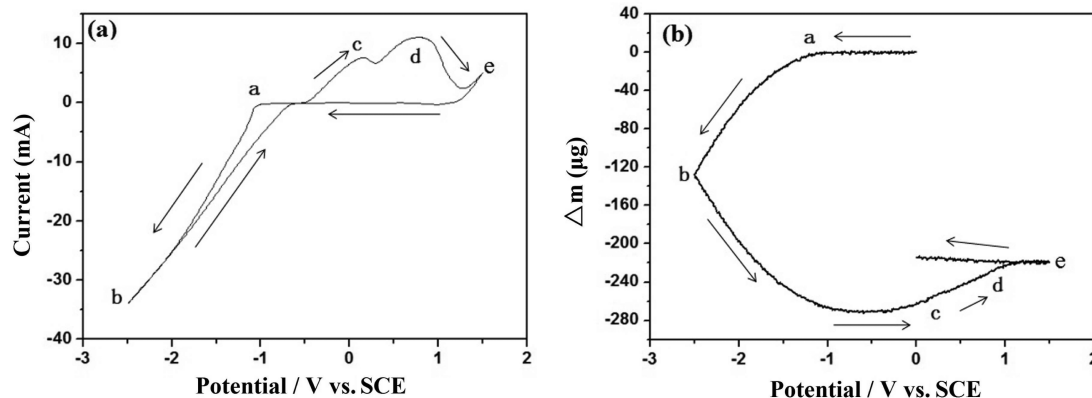 (a)
c
d
e
a
b
10
0
-10
-20
-30
-40
Current (mA)
-3
-2
-1
0
1
2
Potential / V vs. SCE
(b)
a
b
c
d
e
40
0
-40
-80
-120
-160
-200
-240
-280
△m (μg)
-3
-2
-1
0
1
2
Potential / V vs. SCE